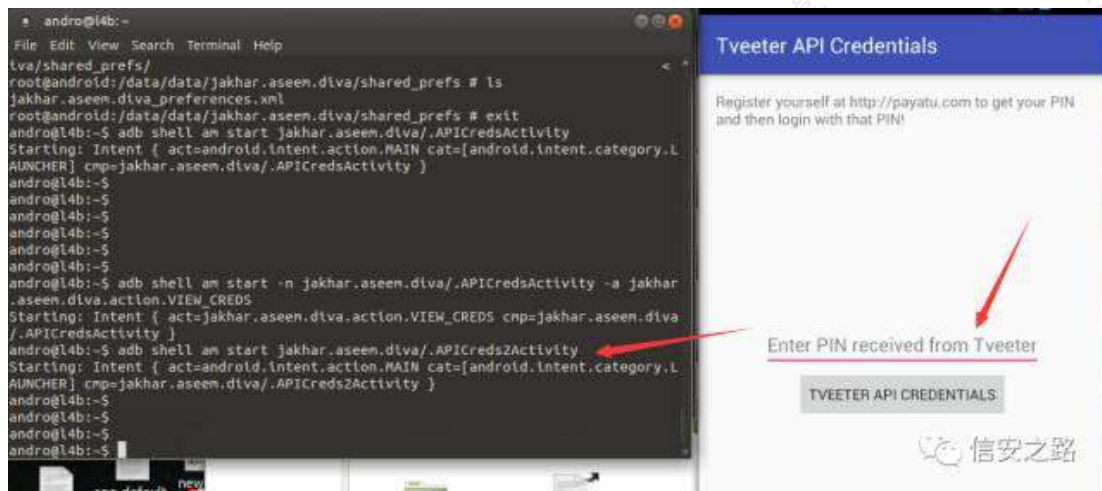 andro@l4b: ~
File Edit View Search Terminal Help
iva/shared_prefs/
root@android:/data/data/jakhar.aseem.diva/shared_prefs # ls
jakhar.aseem.diva_preferences.xml
root@android:/data/data/jakhar.aseem.diva/shared_prefs # exit
andro@l4b:~$ adb shell am start jakhar.aseem.diva/.APICredsActivity
Starting: Intent { act=android.intent.action.MAIN cat=[android.intent.category.L
AUNCHER] cmp=jakhar.aseem.diva/.APICredsActivity }
andro@l4b:~$
andro@l4b:~$
andro@l4b:~$
andro@l4b:~$
andro@l4b:~$
andro@l4b:~$
andro@l4b:~$ adb shell am start -n jakhar.aseem.diva/.APICredsActivity -a jakhar
.aseem.diva.action.VIEW_CREDS
Starting: Intent { act=jakhar.aseem.diva.action.VIEW_CREDS cmp=jakhar.aseem.diva
/.APICredsActivity }
andro@l4b:~$ adb shell am start jakhar.aseem.diva/.APICreds2Activity
Starting: Intent { act=android.intent.action.MAIN cat=[android.intent.category.L
AUNCHER] cmp=jakhar.aseem.diva/.APICreds2Activity }
andro@l4b:~$
andro@l4b:~$
andro@l4b:~$
andro@l4b:~$
new
Tveeter API Credentials
Register yourself at http://payatu.com to get your PIN
and then login with that PIN!
Enter PIN received from Tveeter
TVEETER API CREDENTIALS
信安之路